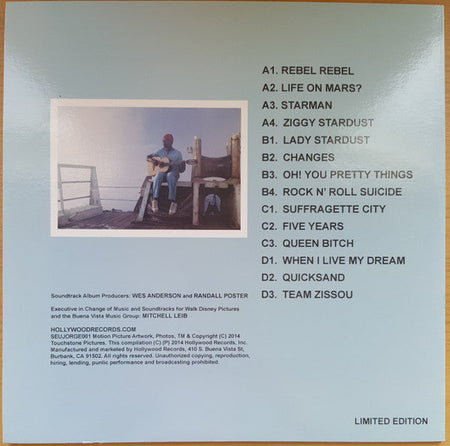 A1. REBEL REBEL
A2. LIFE ON MARS?
A3. STARMAN
A4. ZIGGY STARDUST
B1. LADY STARDUST
B2. CHANGES
B3. OH! YOU PRETTY THINGS
B4. ROCK N' ROLL SUICIDE
C1. SUFFRAGETTE CITY
C2. FIVE YEARS
C3. QUEEN BITCH
D1. WHEN I LIVE MY DREAM
D2. QUICKSAND
D3. TEAM ZISSOU
Soundtrack Album Producers: WES ANDERSON and RANDALL POSTER
Executive in Change of Music and Soundtracks for Walk Disney Pictures
and the Buena Vista Music Group: MITCHELL LEIB
HOLLYWOODRECORDS.COM
SEUJORGE001 Motion Picture Artwork, Photos, TM & Copyright (C) 2014
Touchstone Pictures. This compilation (C) (P) 2014 Hollywood Records, Inc.
Manufactured and marketed by Hollywood Records, 410 S. Buena Vista St,
Burbank, CA 91502. All rights reserved. Unauthorized copying, reproduction,
hiring, lending, punlic performance and broadcasting prohibited.
LIMITED EDITION